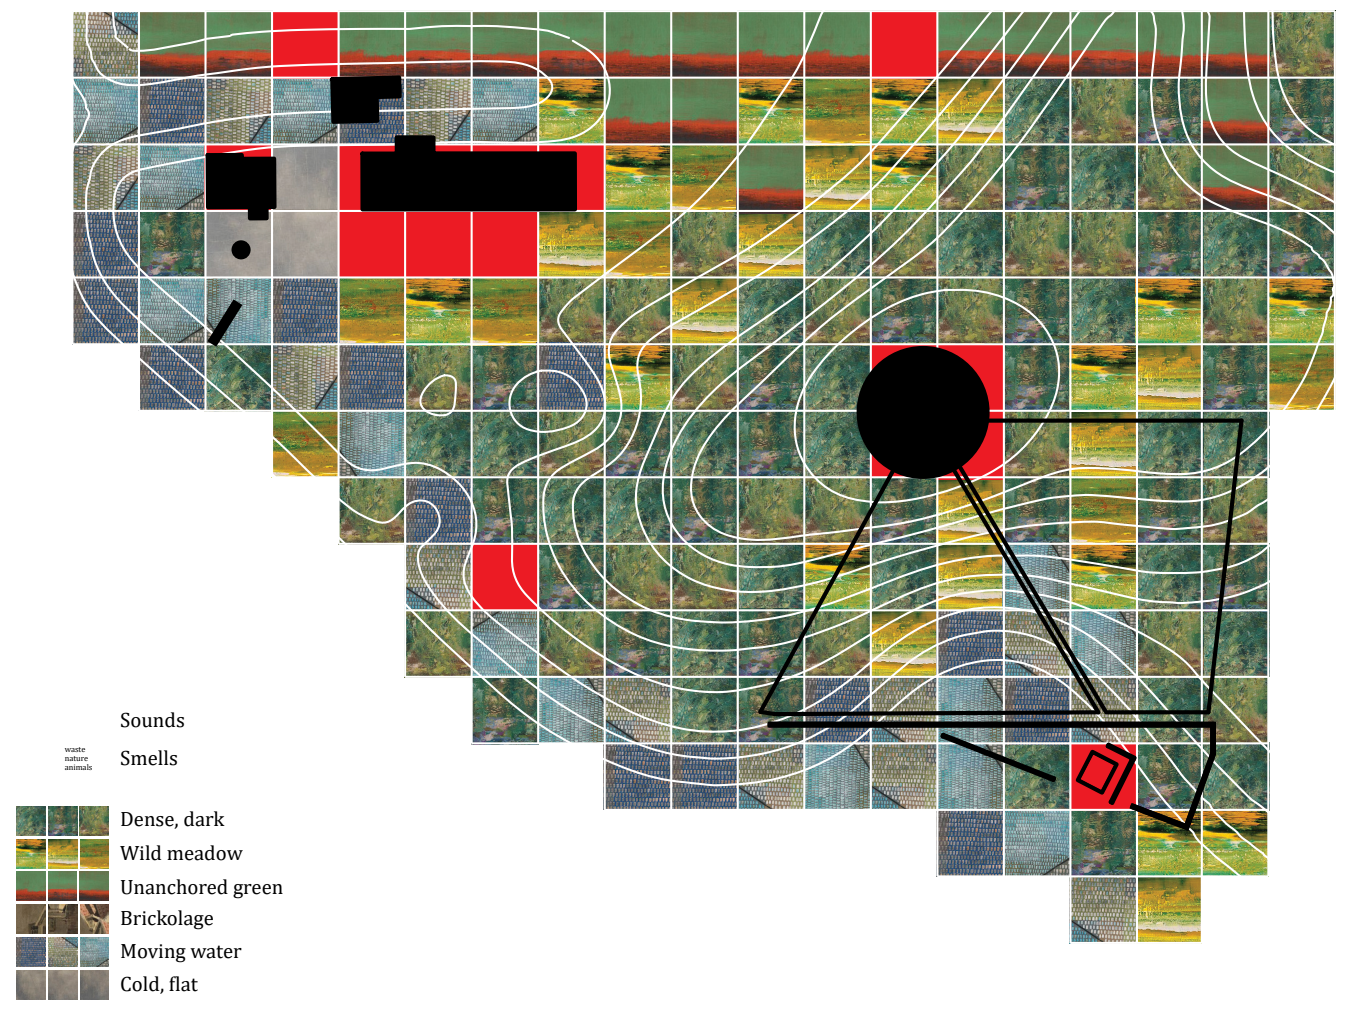 Sounds
waste
nature
animals
Smells
Dense, dark
Wild meadow
Unanchored green
Brickolage
Moving water
Cold, flat